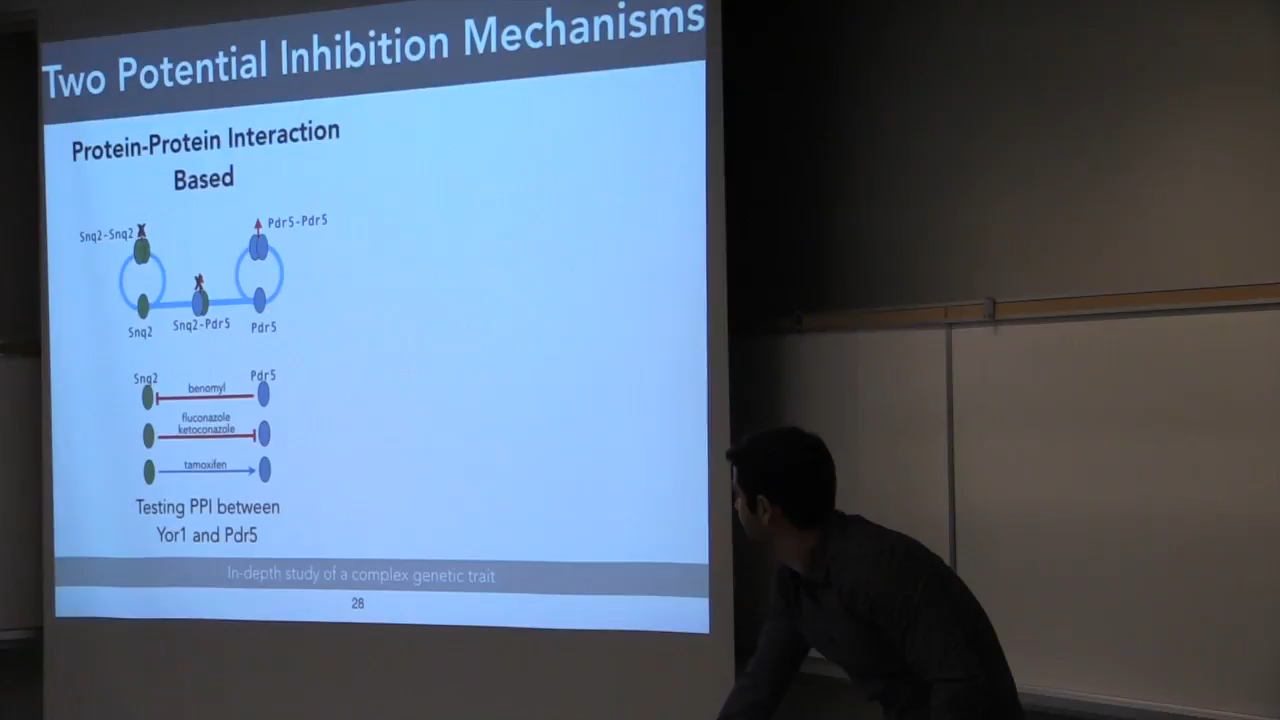 Two Potential Inhibition Mechanisms
Protein-Protein Interaction
Based
Snq2-Snq2
Pdr5-Pdr5
Snq2
Snq2-Pdr5
Pdr5
Snq2
Pdr5
benomyl
fluconazole
ketoconazole
tamoxifen
Testing PPI between
Yor1 and Pdr5
In-depth study of a complex genetic trait
28